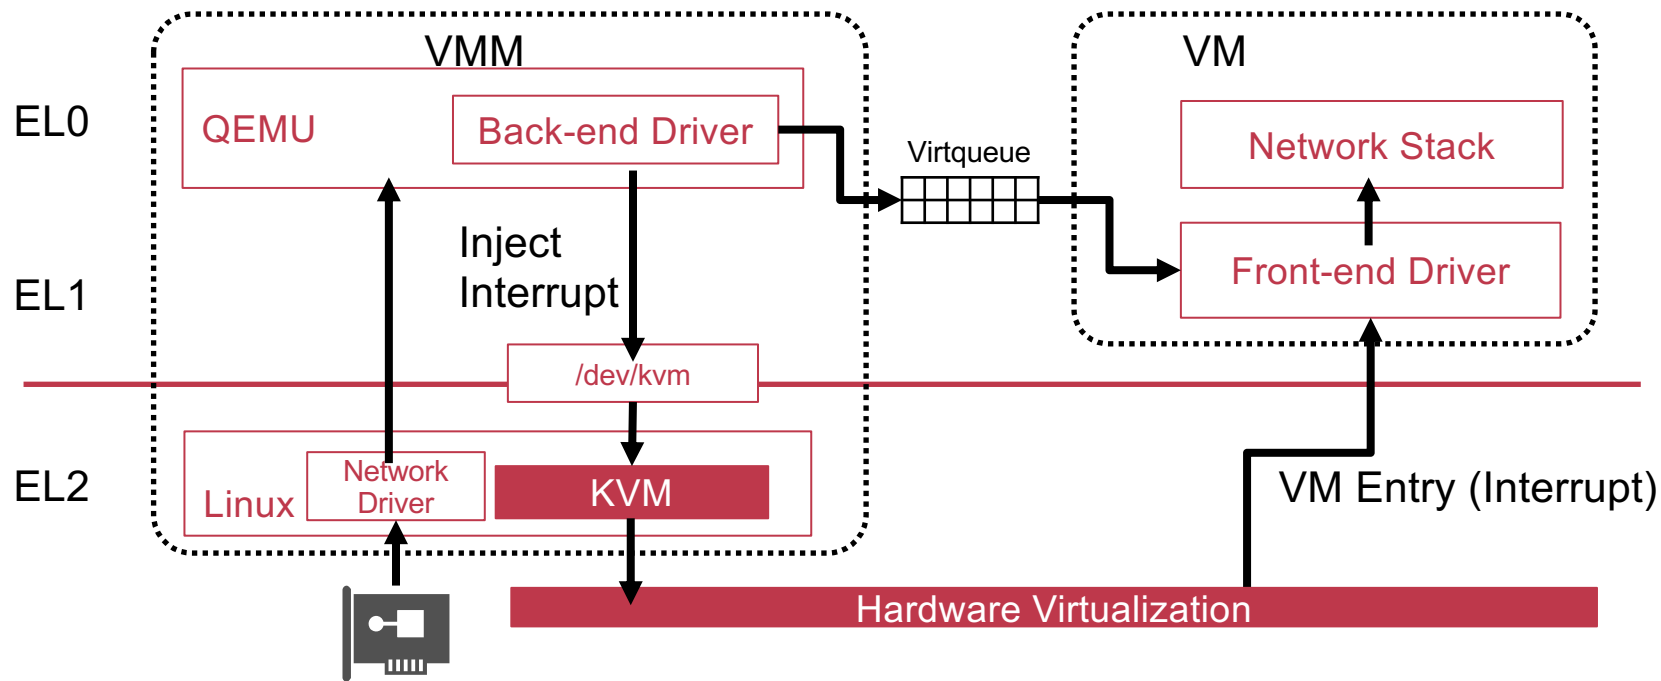 VMM
VM
EL0
QEMU
Back-end Driver
Virtqueue
Network Stack
Inject
Interrupt
Front-end Driver
EL1
/dev/kvm
EL2
Linux
Network
Driver
KVM
VM Entry (Interrupt)
Hardware Virtualization